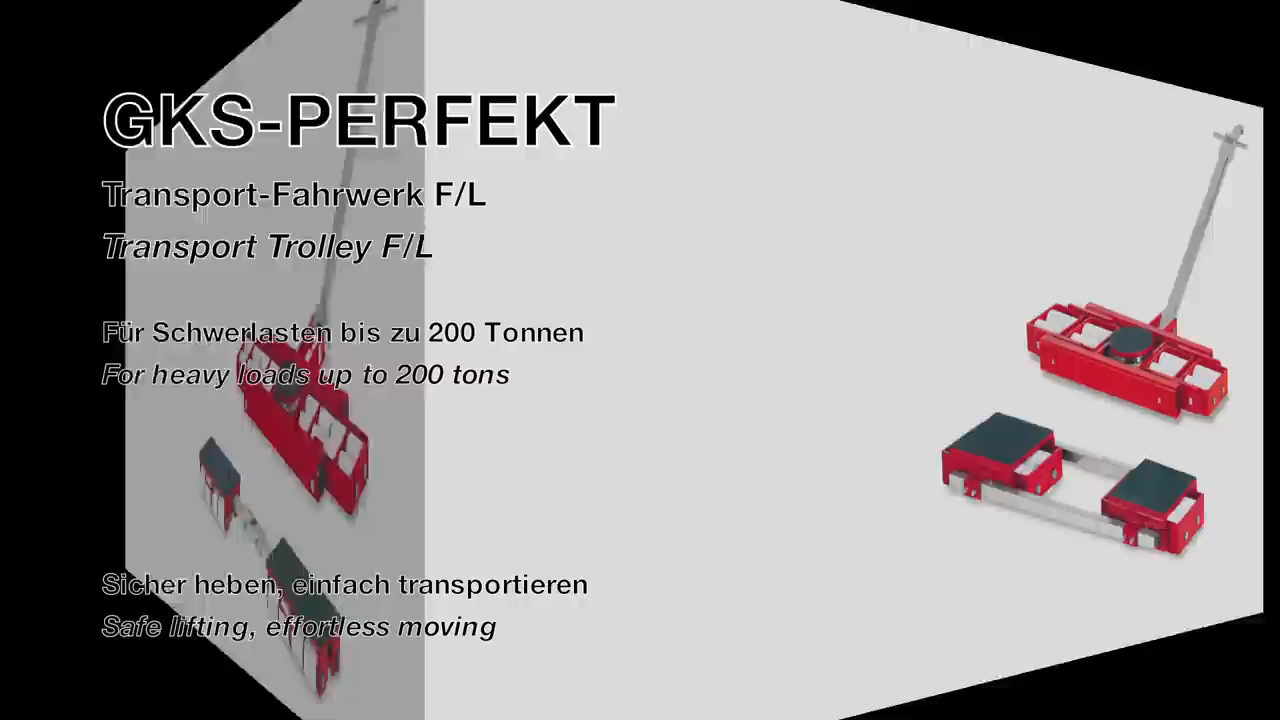 GKS-PERFEKT
Transport-Fahrwerk F/L
Transport Trolley F/L
Für Schwerlasten bis zu 200 Tonnen
For heavy loads up to 200 tons
Sicher heben, einfach transportieren
Safe lifting, effortless moving